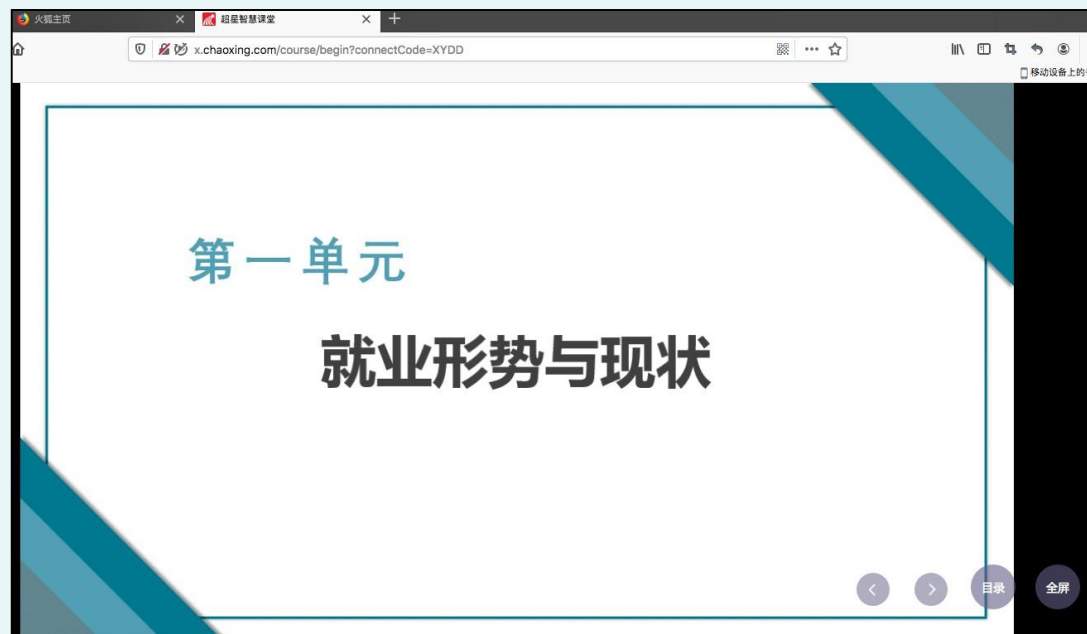 火狐主页
超星智慧课堂
x.chaoxing.com/course/begin?connectCode=XYDD
移动设备上的
第一单元
就业形势与现状
目录
全屏